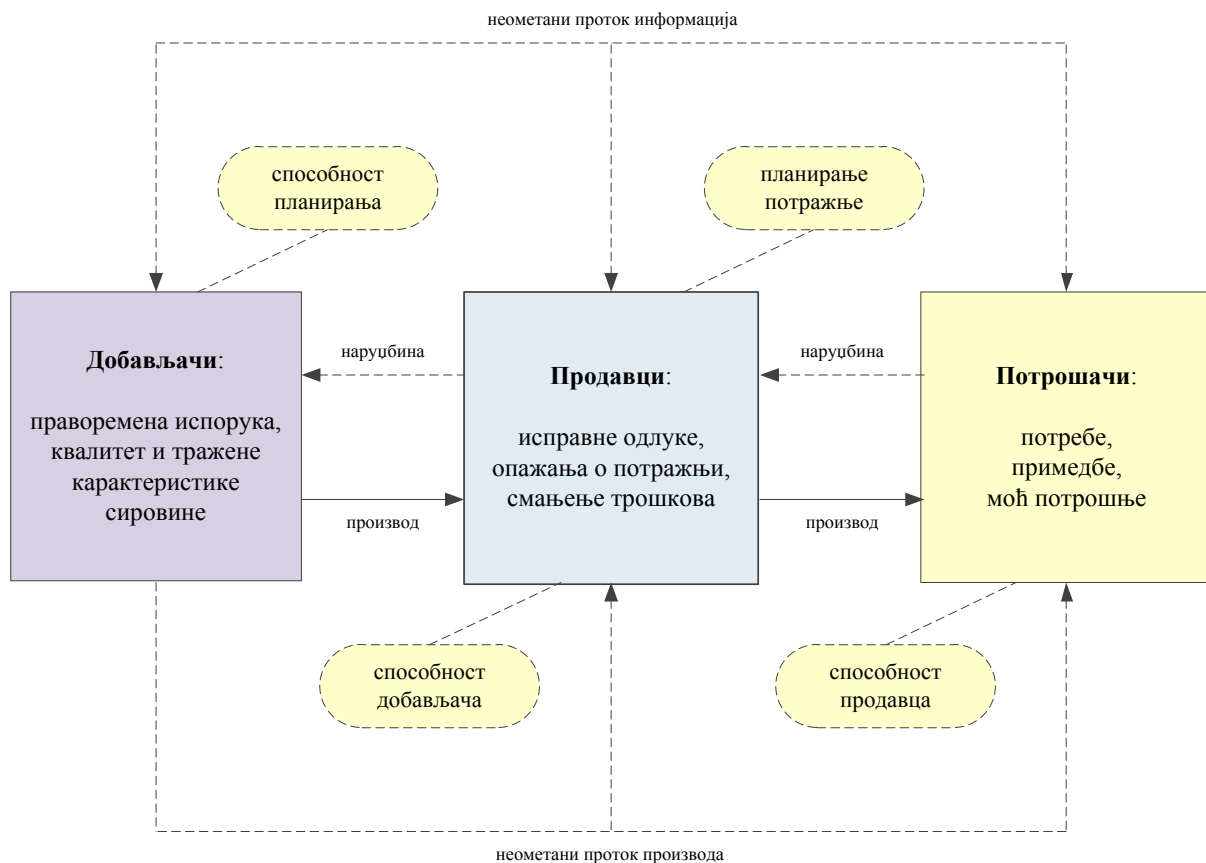 неометани проток информација
способност
планирања
планирање
потражње
Добављачи:
праворемена испорука,
квалитет и тражене
карактеристике
сировине
наруџбина
производ
Продавци:
исправне одлуке,
опажања о потражњи,
смањење трошкова
наруџбина
производ
Потрошачи:
потребе,
примедбе,
моћ потрошње
способност
добављача
способност
продавца
неометани проток производа